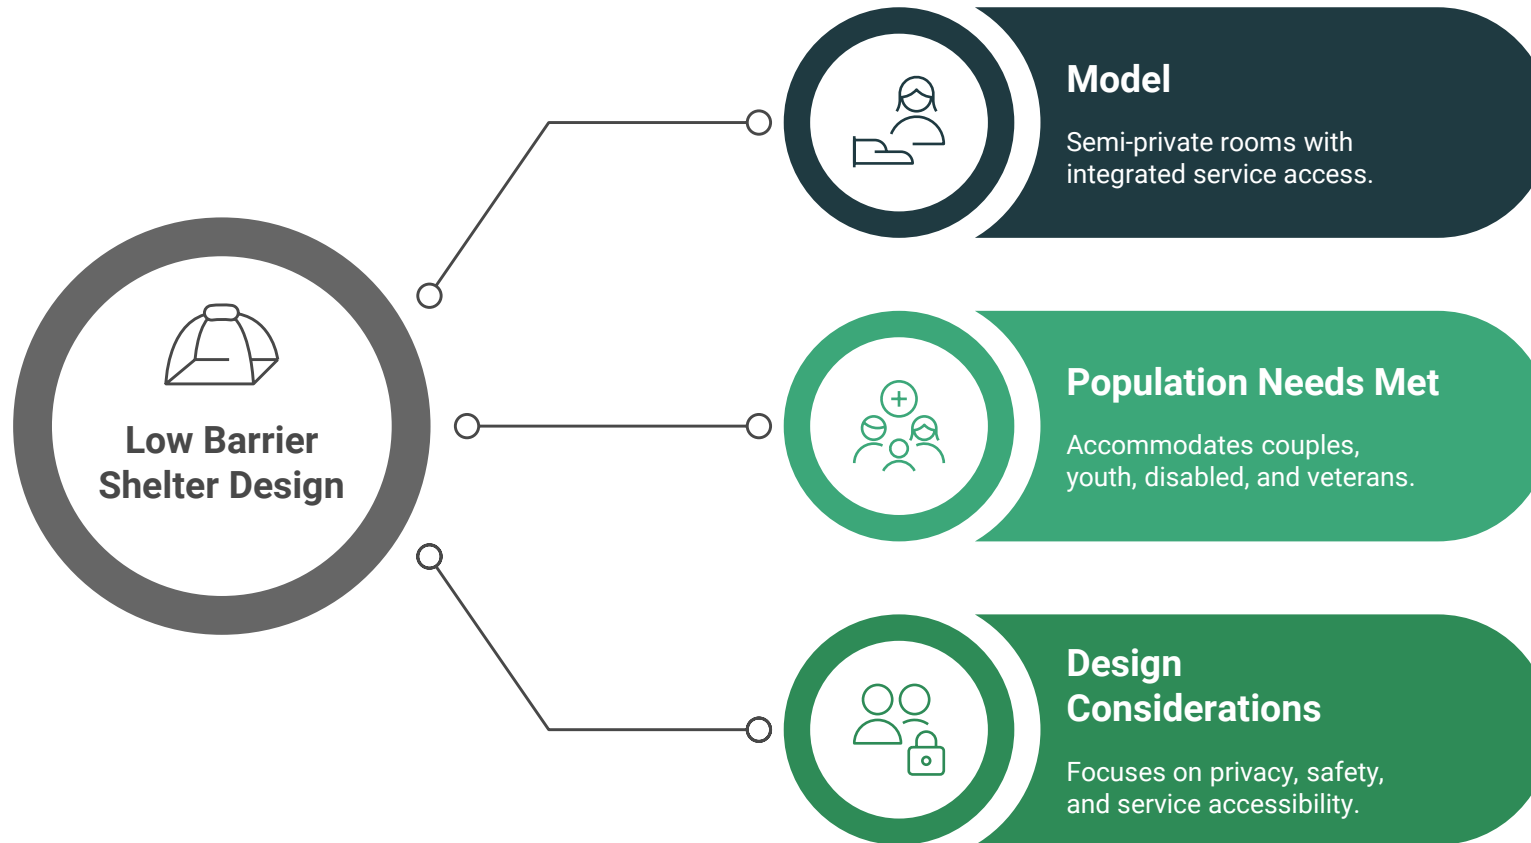 Low Barrier
Shelter Design
Model
Semi-private rooms with
integrated service access.
Population Needs Met
Accommodates couples,
youth, disabled, and veterans.
Design
Considerations
Focuses on privacy, safety,
and service accessibility.